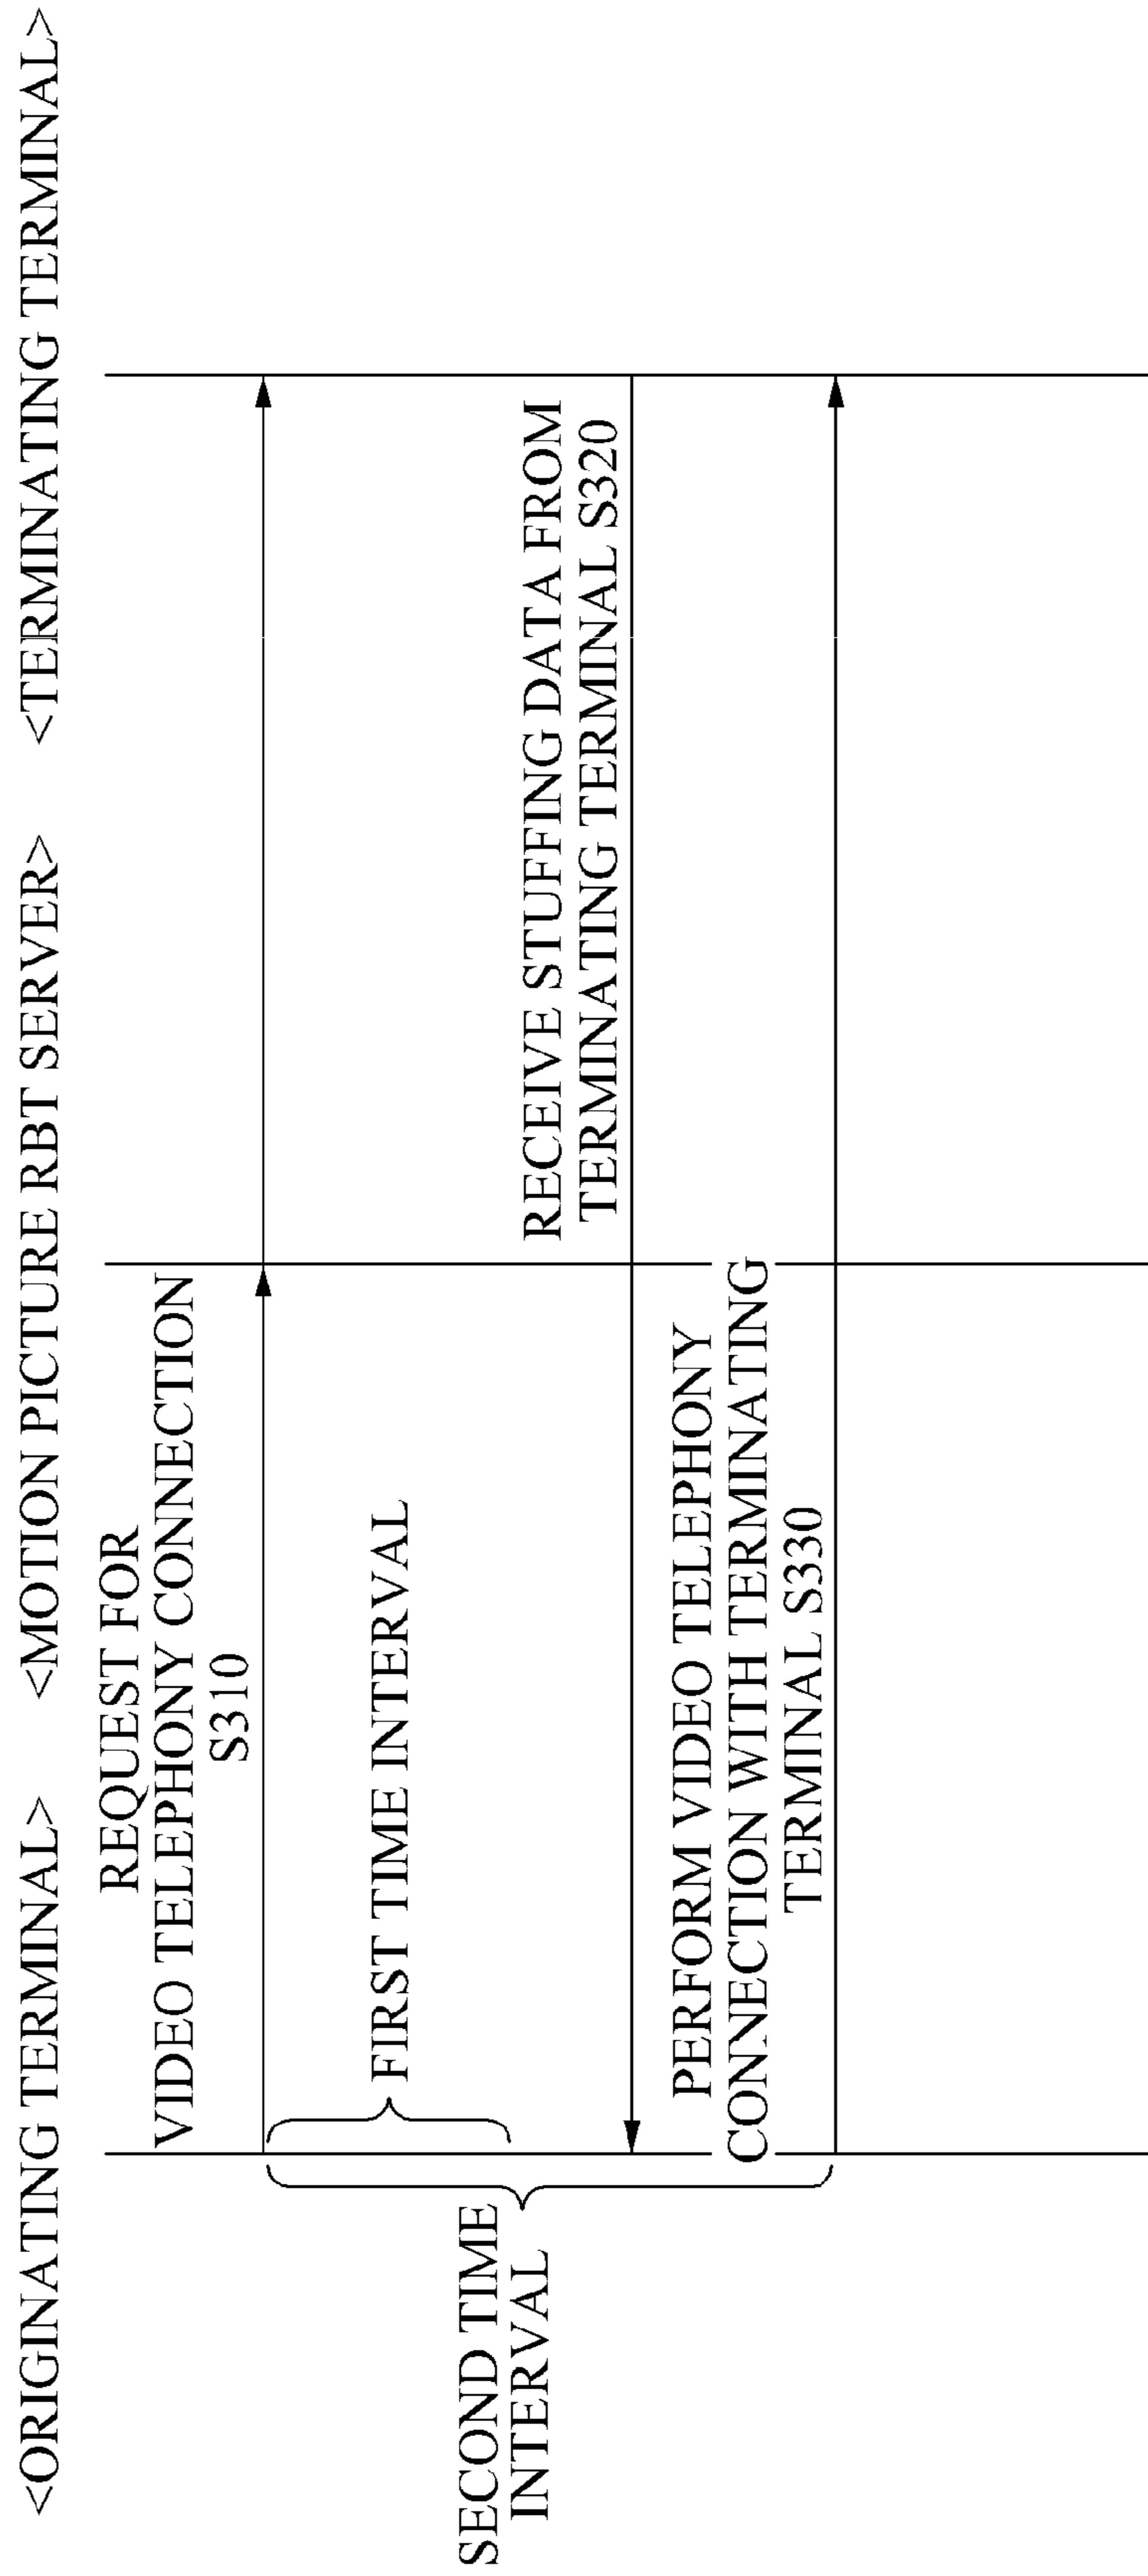 <ORIGINATING TERMINAL>
<MOTION PICTURE RBT SERVER>
<TERMINATING TERMINAL>
REQUEST FOR
VIDEO TELEPHONY CONNECTION
S310
FIRST TIME INTERVAL
SECOND TIME
INTERVAL
RECEIVE STUFFING DATA FROM
TERMINATING TERMINAL S320
PERFORM VIDEO TELEPHONY
CONNECTION WITH TERMINATING
TERMINAL S330